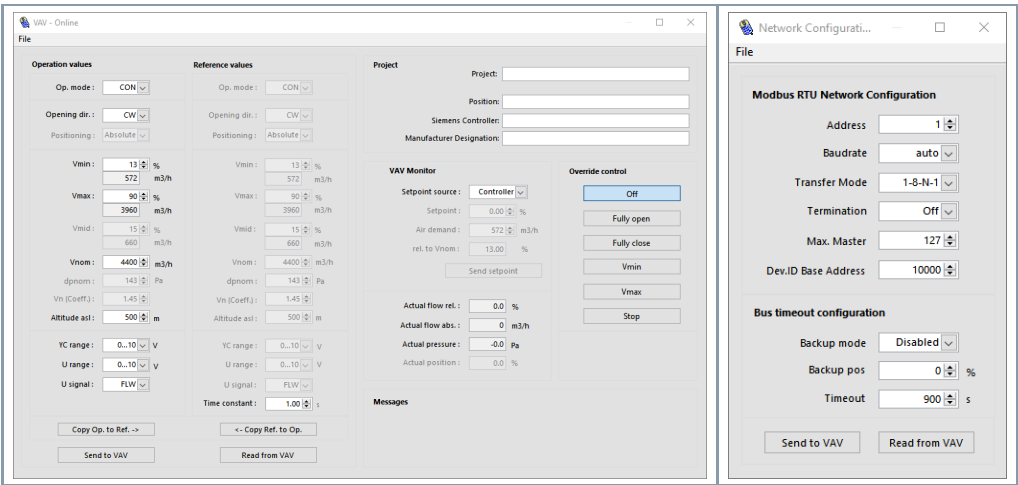 VAV - Online
File
Operation values
Op. mode : CON
Opening dir. : CW
Positioning : Absolute
Vmin : 13 %
572 m3/h
Vmax : 90 %
3960 m3/h
Vmid : 15 %
660 m3/h
Vnom : 4400 m3/h
dpnom : 143 Pa
Vn (Coeff.) : 1.45
Altitude asl : 500 m
YC range : 0...10 V
U range : 0...10 V
U signal : FLW
Copy Op. to Ref. ->
Send to VAV
Reference values
Op. mode : CON
Opening dir. : CW
Positioning : Absolute
Vmin : 13 %
572 m3/h
Vmax : 90 %
3960 m3/h
Vmid : 15 %
660 m3/h
Vnom : 4400 m3/h
dpnom : 143 Pa
Vn (Coeff.) : 1.45
Altitude asl : 500 m
YC range : 0...10 V
U range : 0...10 V
U signal : FLW
Time constant : 1.00 s
<- Copy Ref. to Op.
Read from VAV
Project
Project:
Position:
Siemens Controller:
Manufacturer Designation:
VAV Monitor
Setpoint source : Controller
Setpoint : 0.00 %
Air demand : 572 m3/h
rel. to Vnom : 13.00 %
Send setpoint
Actual flow rel. : 0.0 %
Actual flow abs. : 0 m3/h
Actual pressure : -0.0 Pa
Actual position : 0.0 %
Override control
Off
Fully open
Fully close
Vmin
Vmax
Stop
Messages
Network Configurati...
File
Modbus RTU Network Configuration
Address 1
Baudrate auto
Transfer Mode 1-8-N-1
Termination Off
Max. Master 127
Dev.ID Base Address 10000
Bus timeout configuration
Backup mode Disabled
Backup pos 0 %
Timeout 900 s
Send to VAV
Read from VAV